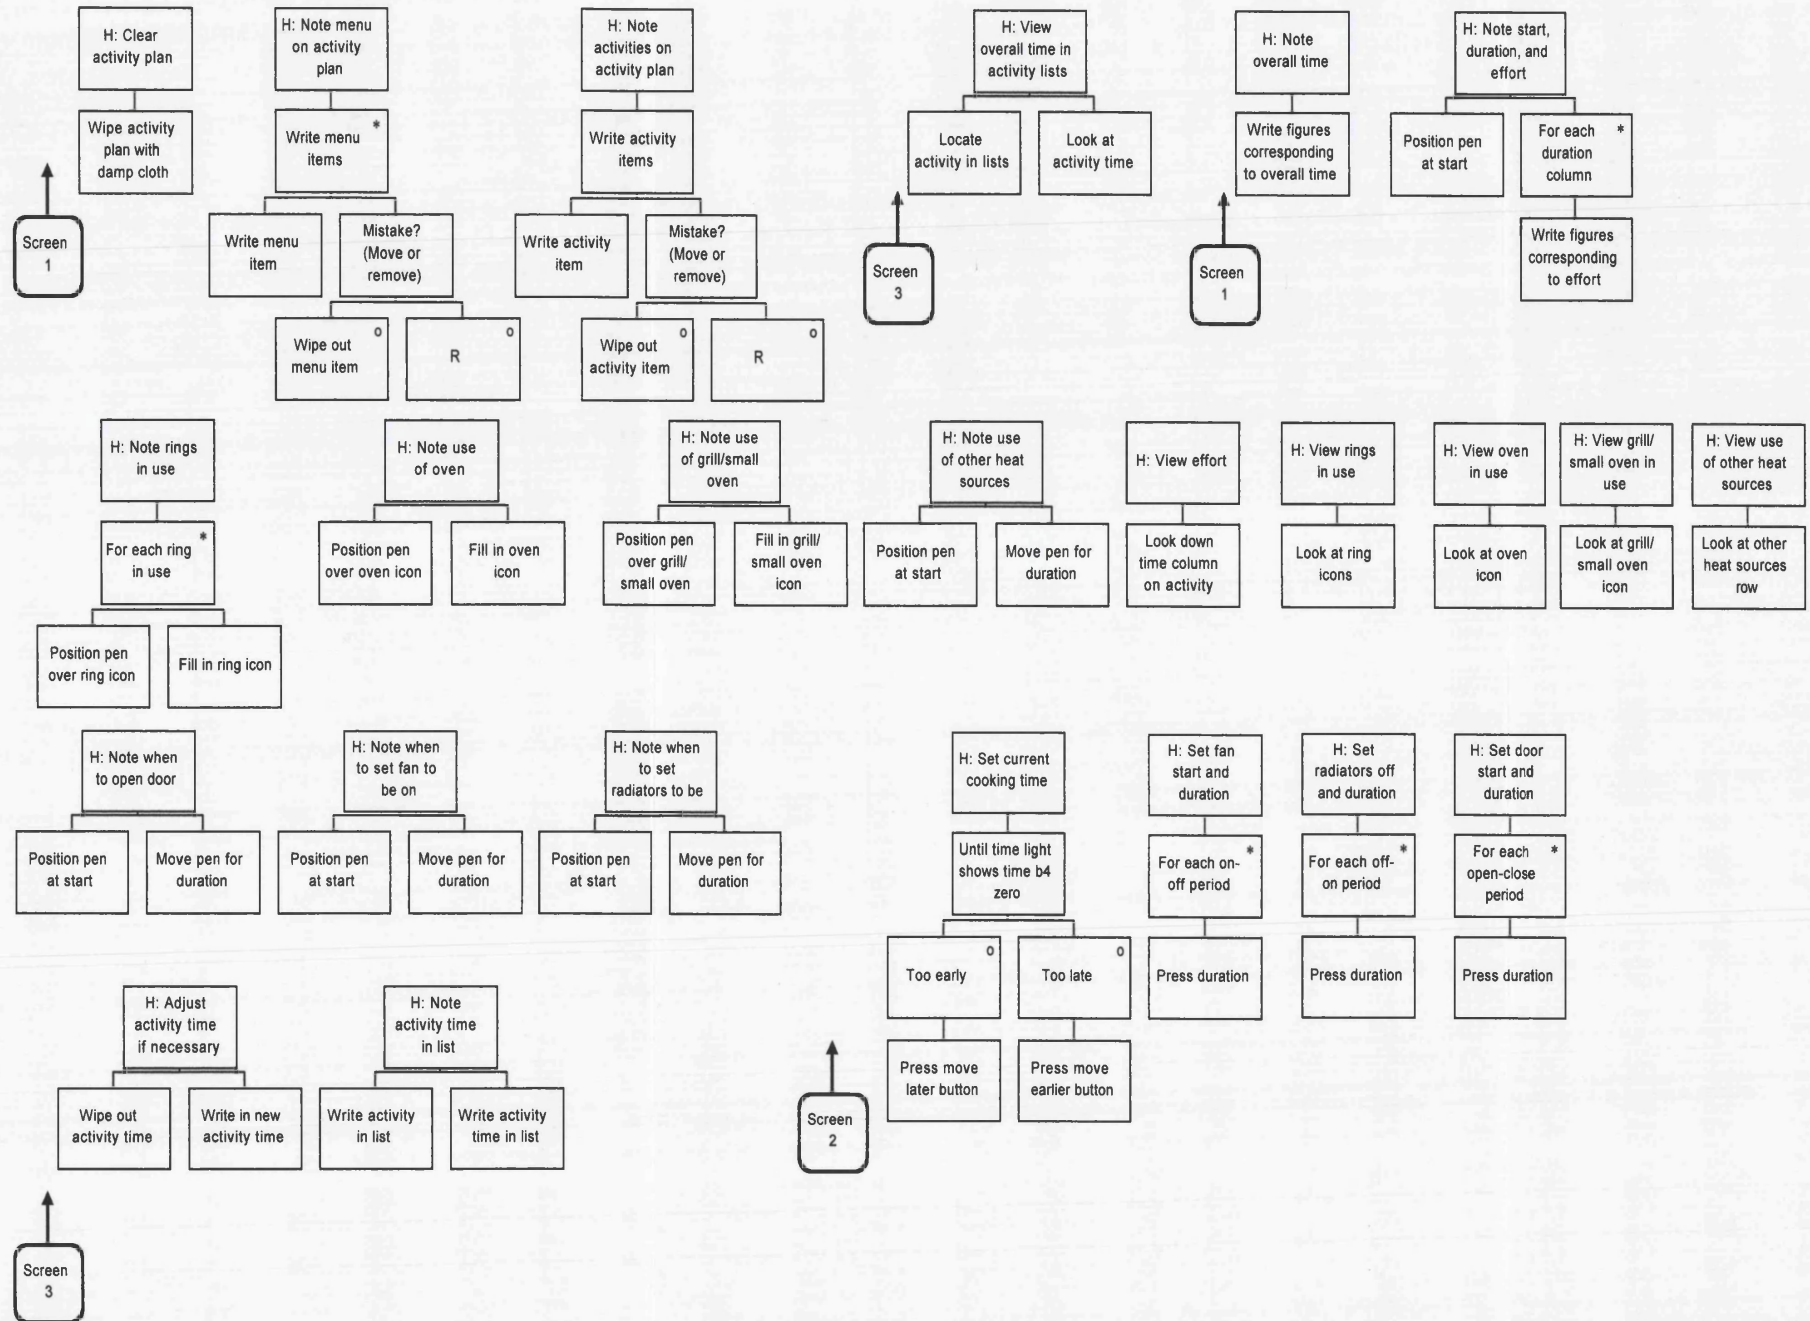 H: Clear
activity plan
Wipe activity
plan with
damp cloth
Screen
1
H: Note menu
on activity
plan
Write menu *
items
Write menu
item
Mistake?
(Move or
remove)
Wipe out o
menu item
R o
H: Note
activities on
activity plan
Write activity
items
Write activity
item
Mistake?
(Move or
remove)
Wipe out o
activity item
R o
H: View
overall time in
activity lists
Locate
activity in lists
Look at
activity time
Screen
3
H: Note
overall time
Write figures
corresponding
to overall time
Screen
1
H: Note start,
duration, and
effort
Position pen
at start
For each *
duration
column
Write figures
corresponding
to effort
H: Note rings
in use
For each ring *
in use
Position pen
over ring icon
Fill in ring icon
H: Note use
of oven
Position pen
over oven icon
Fill in oven
icon
H: Note use
of grill/small
oven
Position pen
over grill/
small oven
Fill in grill/
small oven
icon
H: Note use
of other heat
sources
Position pen
at start
Move pen for
duration
H: View effort
Look down
time column
on activity
H: View rings
in use
Look at ring
icons
H: View oven
in use
Look at oven
icon
H: View grill/
small oven in
use
Look at grill/
small oven
icon
H: View use
of other heat
sources
Look at other
heat sources
row
H: Note when
to open door
Position pen
at start
Move pen for
duration
H: Note when
to set fan to
be on
Position pen
at start
Move pen for
duration
H: Note when
to set
radiators to be
Position pen
at start
Move pen for
duration
H: Set current
cooking time
Until time light
shows time b4
zero
Too early o
Press move
later button
Too late o
Press move
earlier button
Screen
2
H: Set fan
start and
duration
For each on- *
off period
Press duration
H: Set
radiators off
and duration
For each off- *
on period
Press duration
H: Set door
start and
duration
For each *
open-close
period
Press duration
H: Adjust
activity time
if necessary
Wipe out
activity time
Write in new
activity time
H: Note
activity time
in list
Write activity
in list
Write activity
time in list
Screen
3